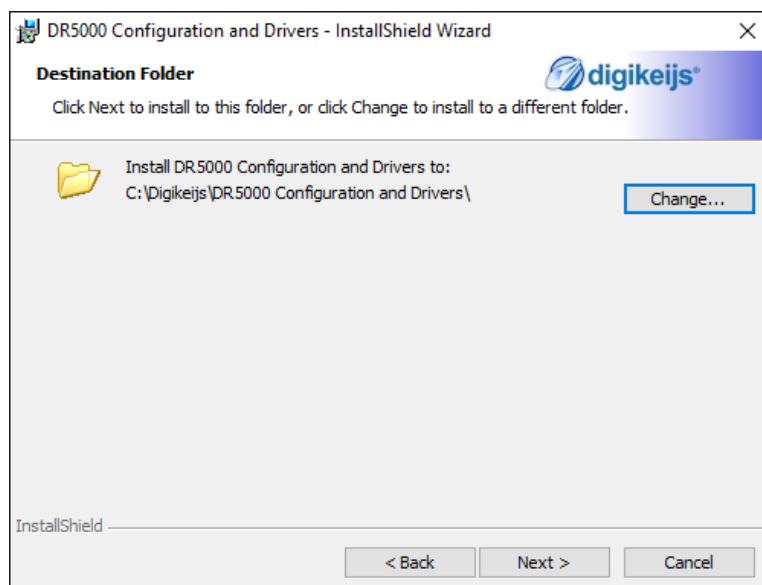 DR5000 Configuration and Drivers - InstallShield Wizard
Destination Folder
digikeijs®
Click Next to install to this folder, or click Change to install to a different folder.
Install DR5000 Configuration and Drivers to:
C:\Digikeijs\DR5000 Configuration and Drivers\
Change...
InstallShield
< Back
Next >
Cancel